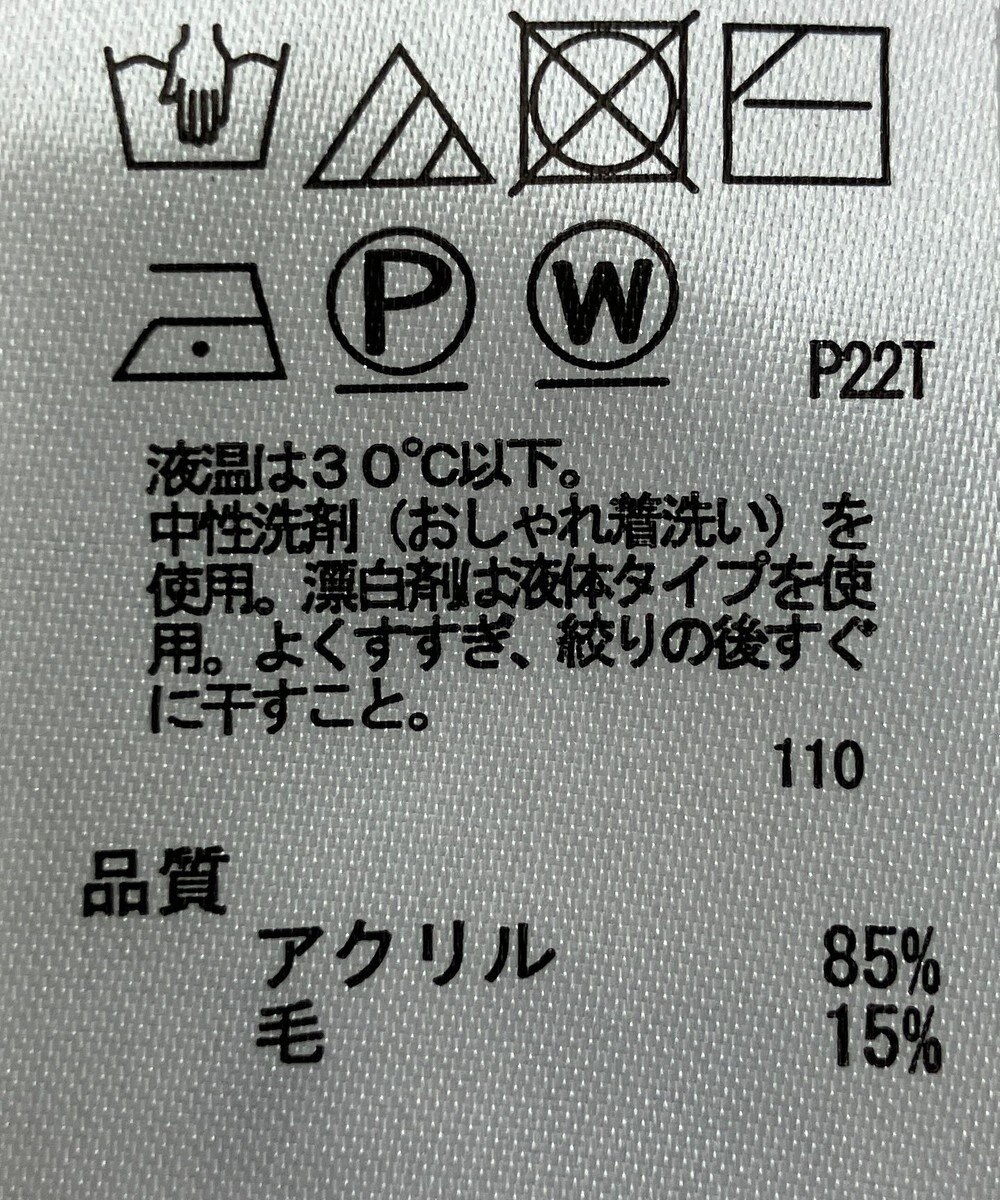 P
W
P22T
液温は30℃以下。
中性洗剤（おしゃれ着洗い）を
使用。漂白剤は液体タイプを使
用。よくすすぎ、絞りの後すぐ
に干すこと。
110
品質
アクリル 85%
毛 15%